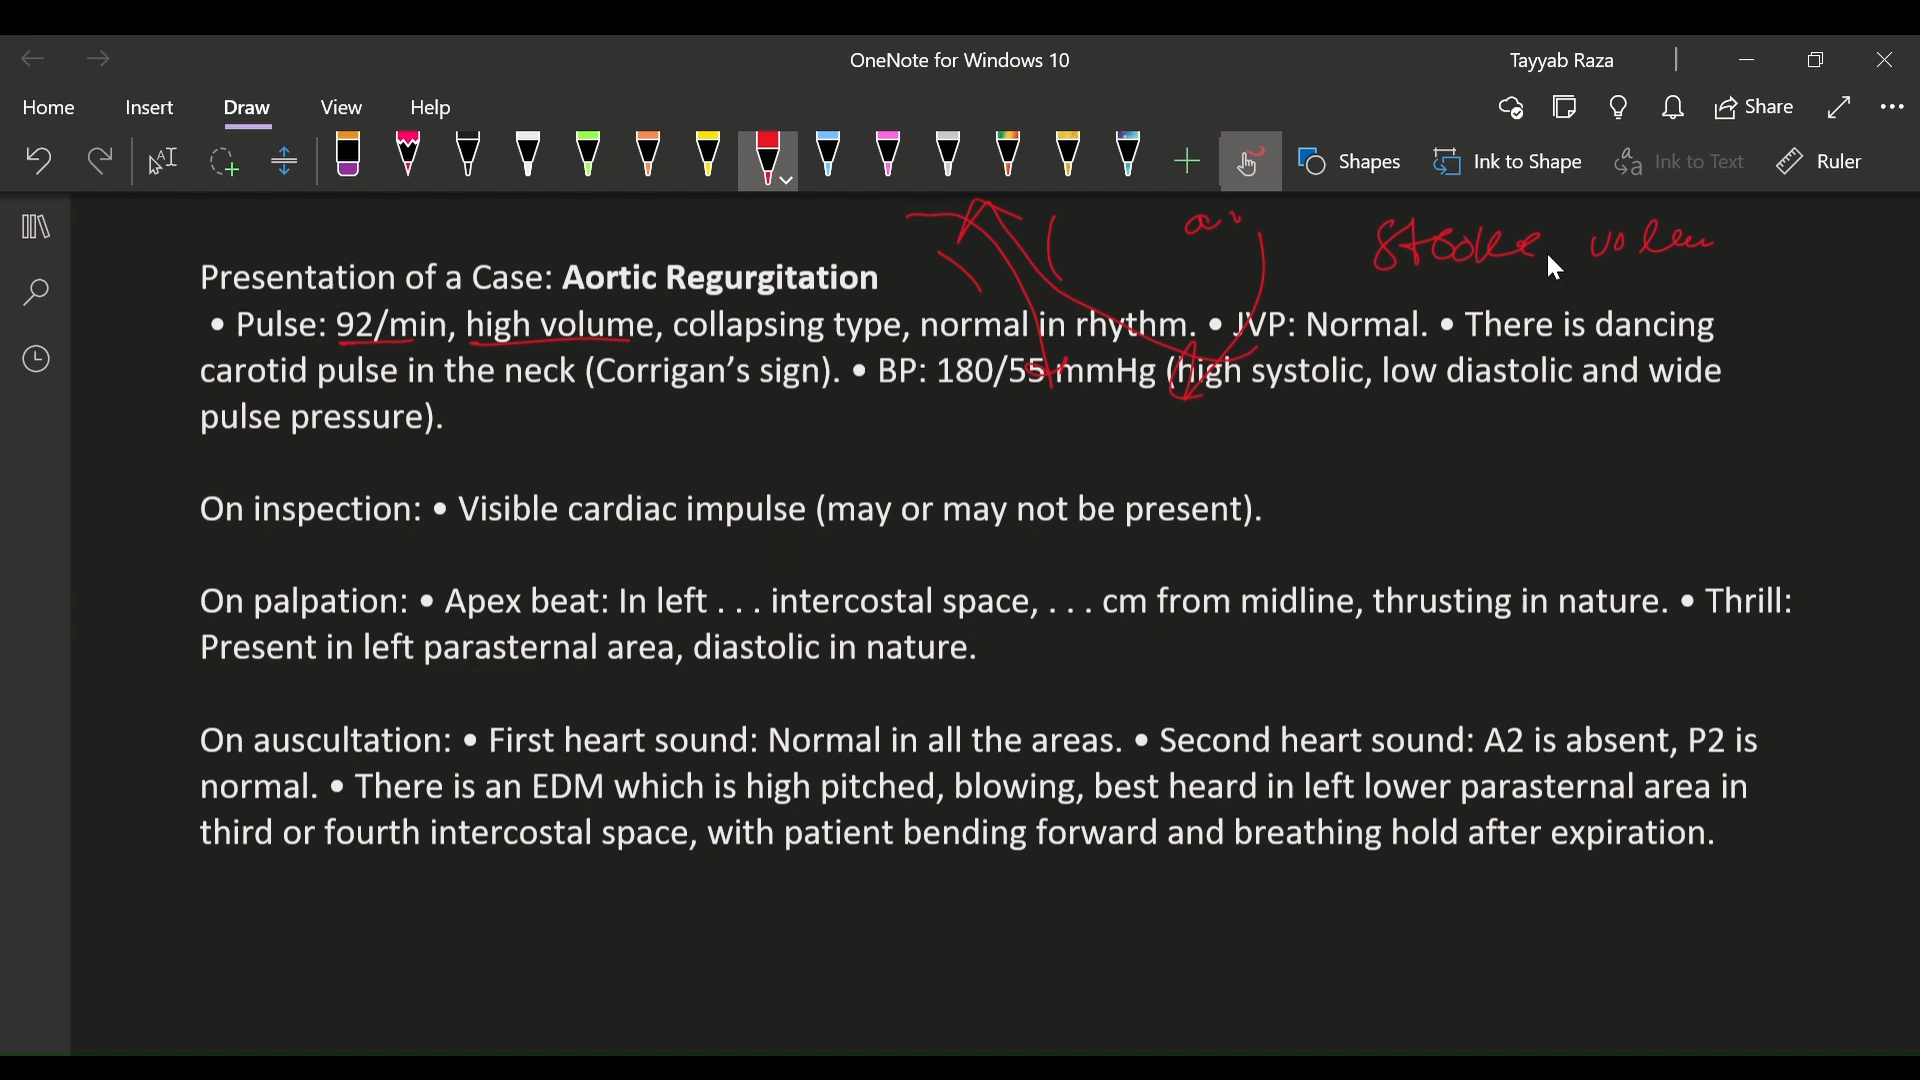 OneNote for Windows 10
Tayyab Raza
Home Insert Draw View Help
Share
Shapes Ink to Shape Ink to Text Ruler
stroke volum
Presentation of a Case: Aortic Regurgitation
• Pulse: 92/min, high volume, collapsing type, normal in rhythm. • JVP: Normal. • There is dancing
carotid pulse in the neck (Corrigan’s sign). • BP: 180/55 mmHg (high systolic, low diastolic and wide
pulse pressure).
On inspection: • Visible cardiac impulse (may or may not be present).
On palpation: • Apex beat: In left . . . intercostal space, . . . cm from midline, thrusting in nature. • Thrill:
Present in left parasternal area, diastolic in nature.
On auscultation: • First heart sound: Normal in all the areas. • Second heart sound: A2 is absent, P2 is
normal. • There is an EDM which is high pitched, blowing, best heard in left lower parasternal area in
third or fourth intercostal space, with patient bending forward and breathing hold after expiration.